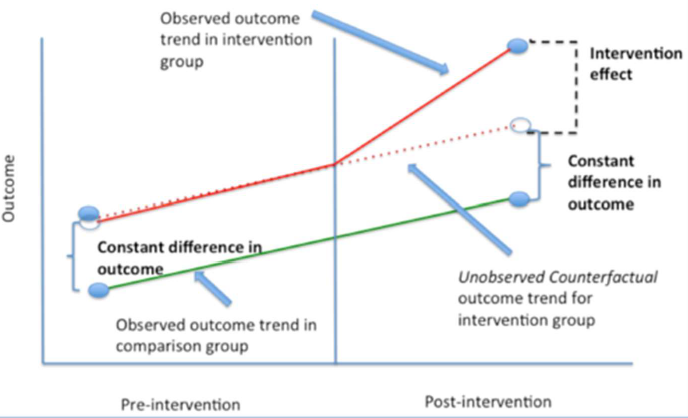 Observed outcome
trend in intervention
group
Intervention
effect
Outcome
Constant
difference in
outcome
Constant difference in
outcome
Unobserved Counterfactual
outcome trend for
intervention group
Observed outcome trend in
comparison group
Pre-intervention
Post-intervention